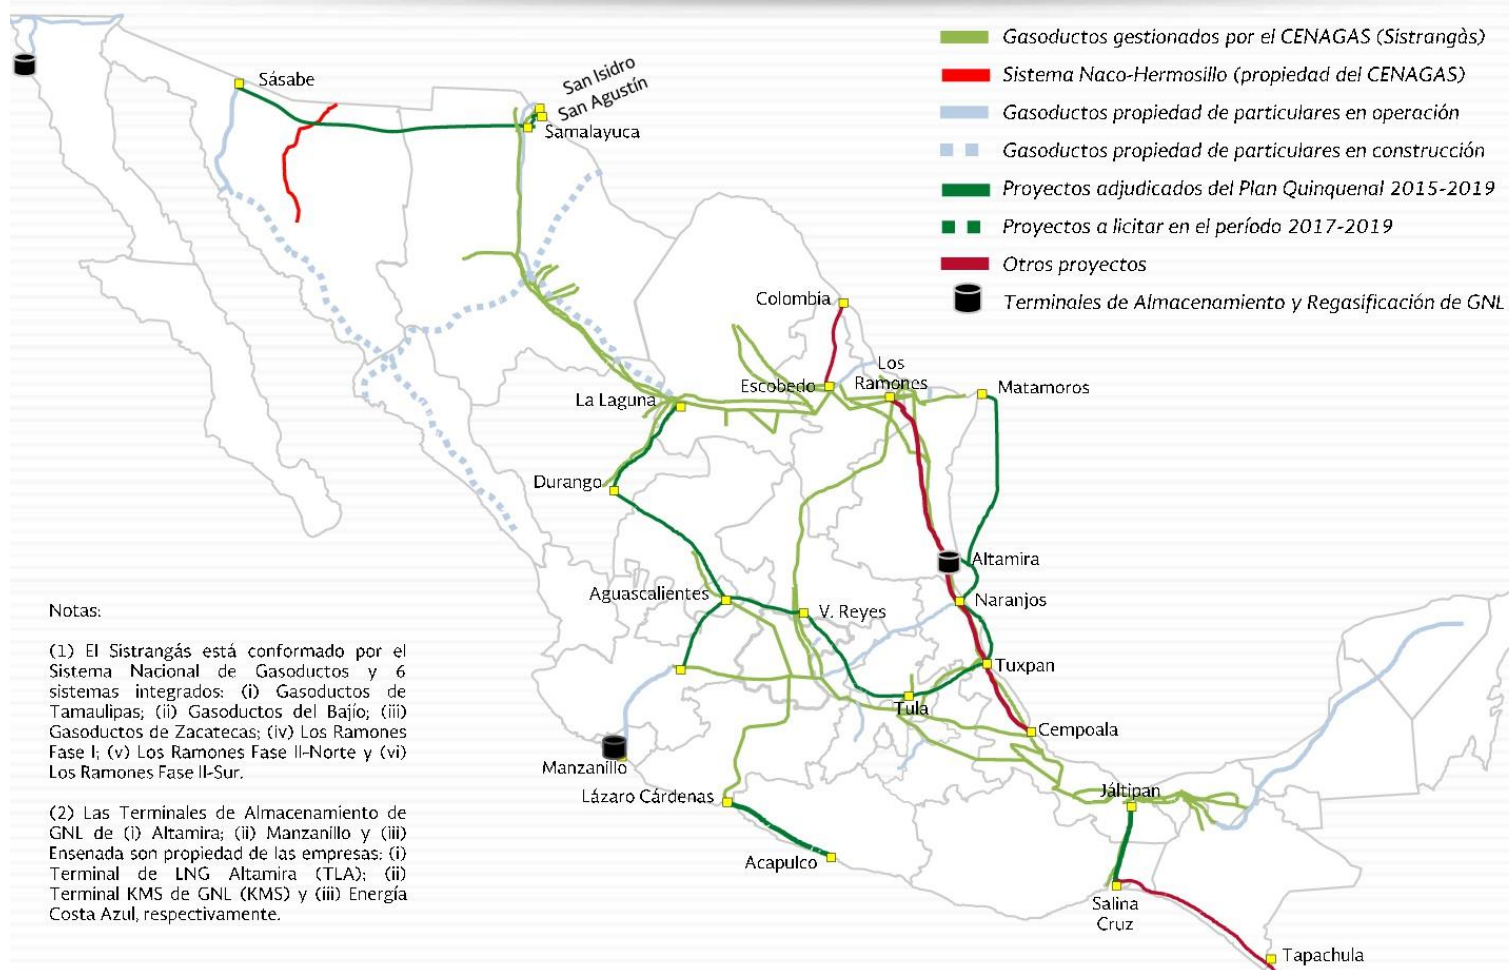 Gasoductos gestionados por el CENAGAS (Sistrangàs)
Sistema Naco-Hermosillo (propiedad del CENAGAS)
Gasoductos propiedad de particulares en operación
Gasoductos propiedad de particulares en construcción
Proyectos adjudicados del Plan Quinquenal 2015-2019
Proyectos a licitar en el período 2017-2019
Otros proyectos
Terminales de Almacenamiento y Regasificación de GNL
Sásabe
San Isidro
San Agustín
Samalayuca
Colombia
Los
Ramones
Escobedo
Matamoros
La Laguna
Durango
Altamira
Aguascalientes
Naranjos
V. Reyes
Tuxpan
Tula
Cempoala
Manzanillo
Lázaro Cárdenas
Jáltipan
Acapulco
Salina
Cruz
Tapachula
Notas:
(1) El Sistrangás está conformado por el
Sistema Nacional de Gasoductos y 6
sistemas integrados: (i) Gasoductos de
Tamaulipas; (ii) Gasoductos del Bajío; (iii)
Gasoductos de Zacatecas; (iv) Los Ramones
Fase I; (v) Los Ramones Fase II-Norte y (vi)
Los Ramones Fase II-Sur.
(2) Las Terminales de Almacenamiento de
GNL de (i) Altamira; (ii) Manzanillo y (iii)
Ensenada son propiedad de las empresas: (i)
Terminal de LNG Altamira (TLA); (ii)
Terminal KMS de GNL (KMS) y (iii) Energía
Costa Azul, respectivamente.